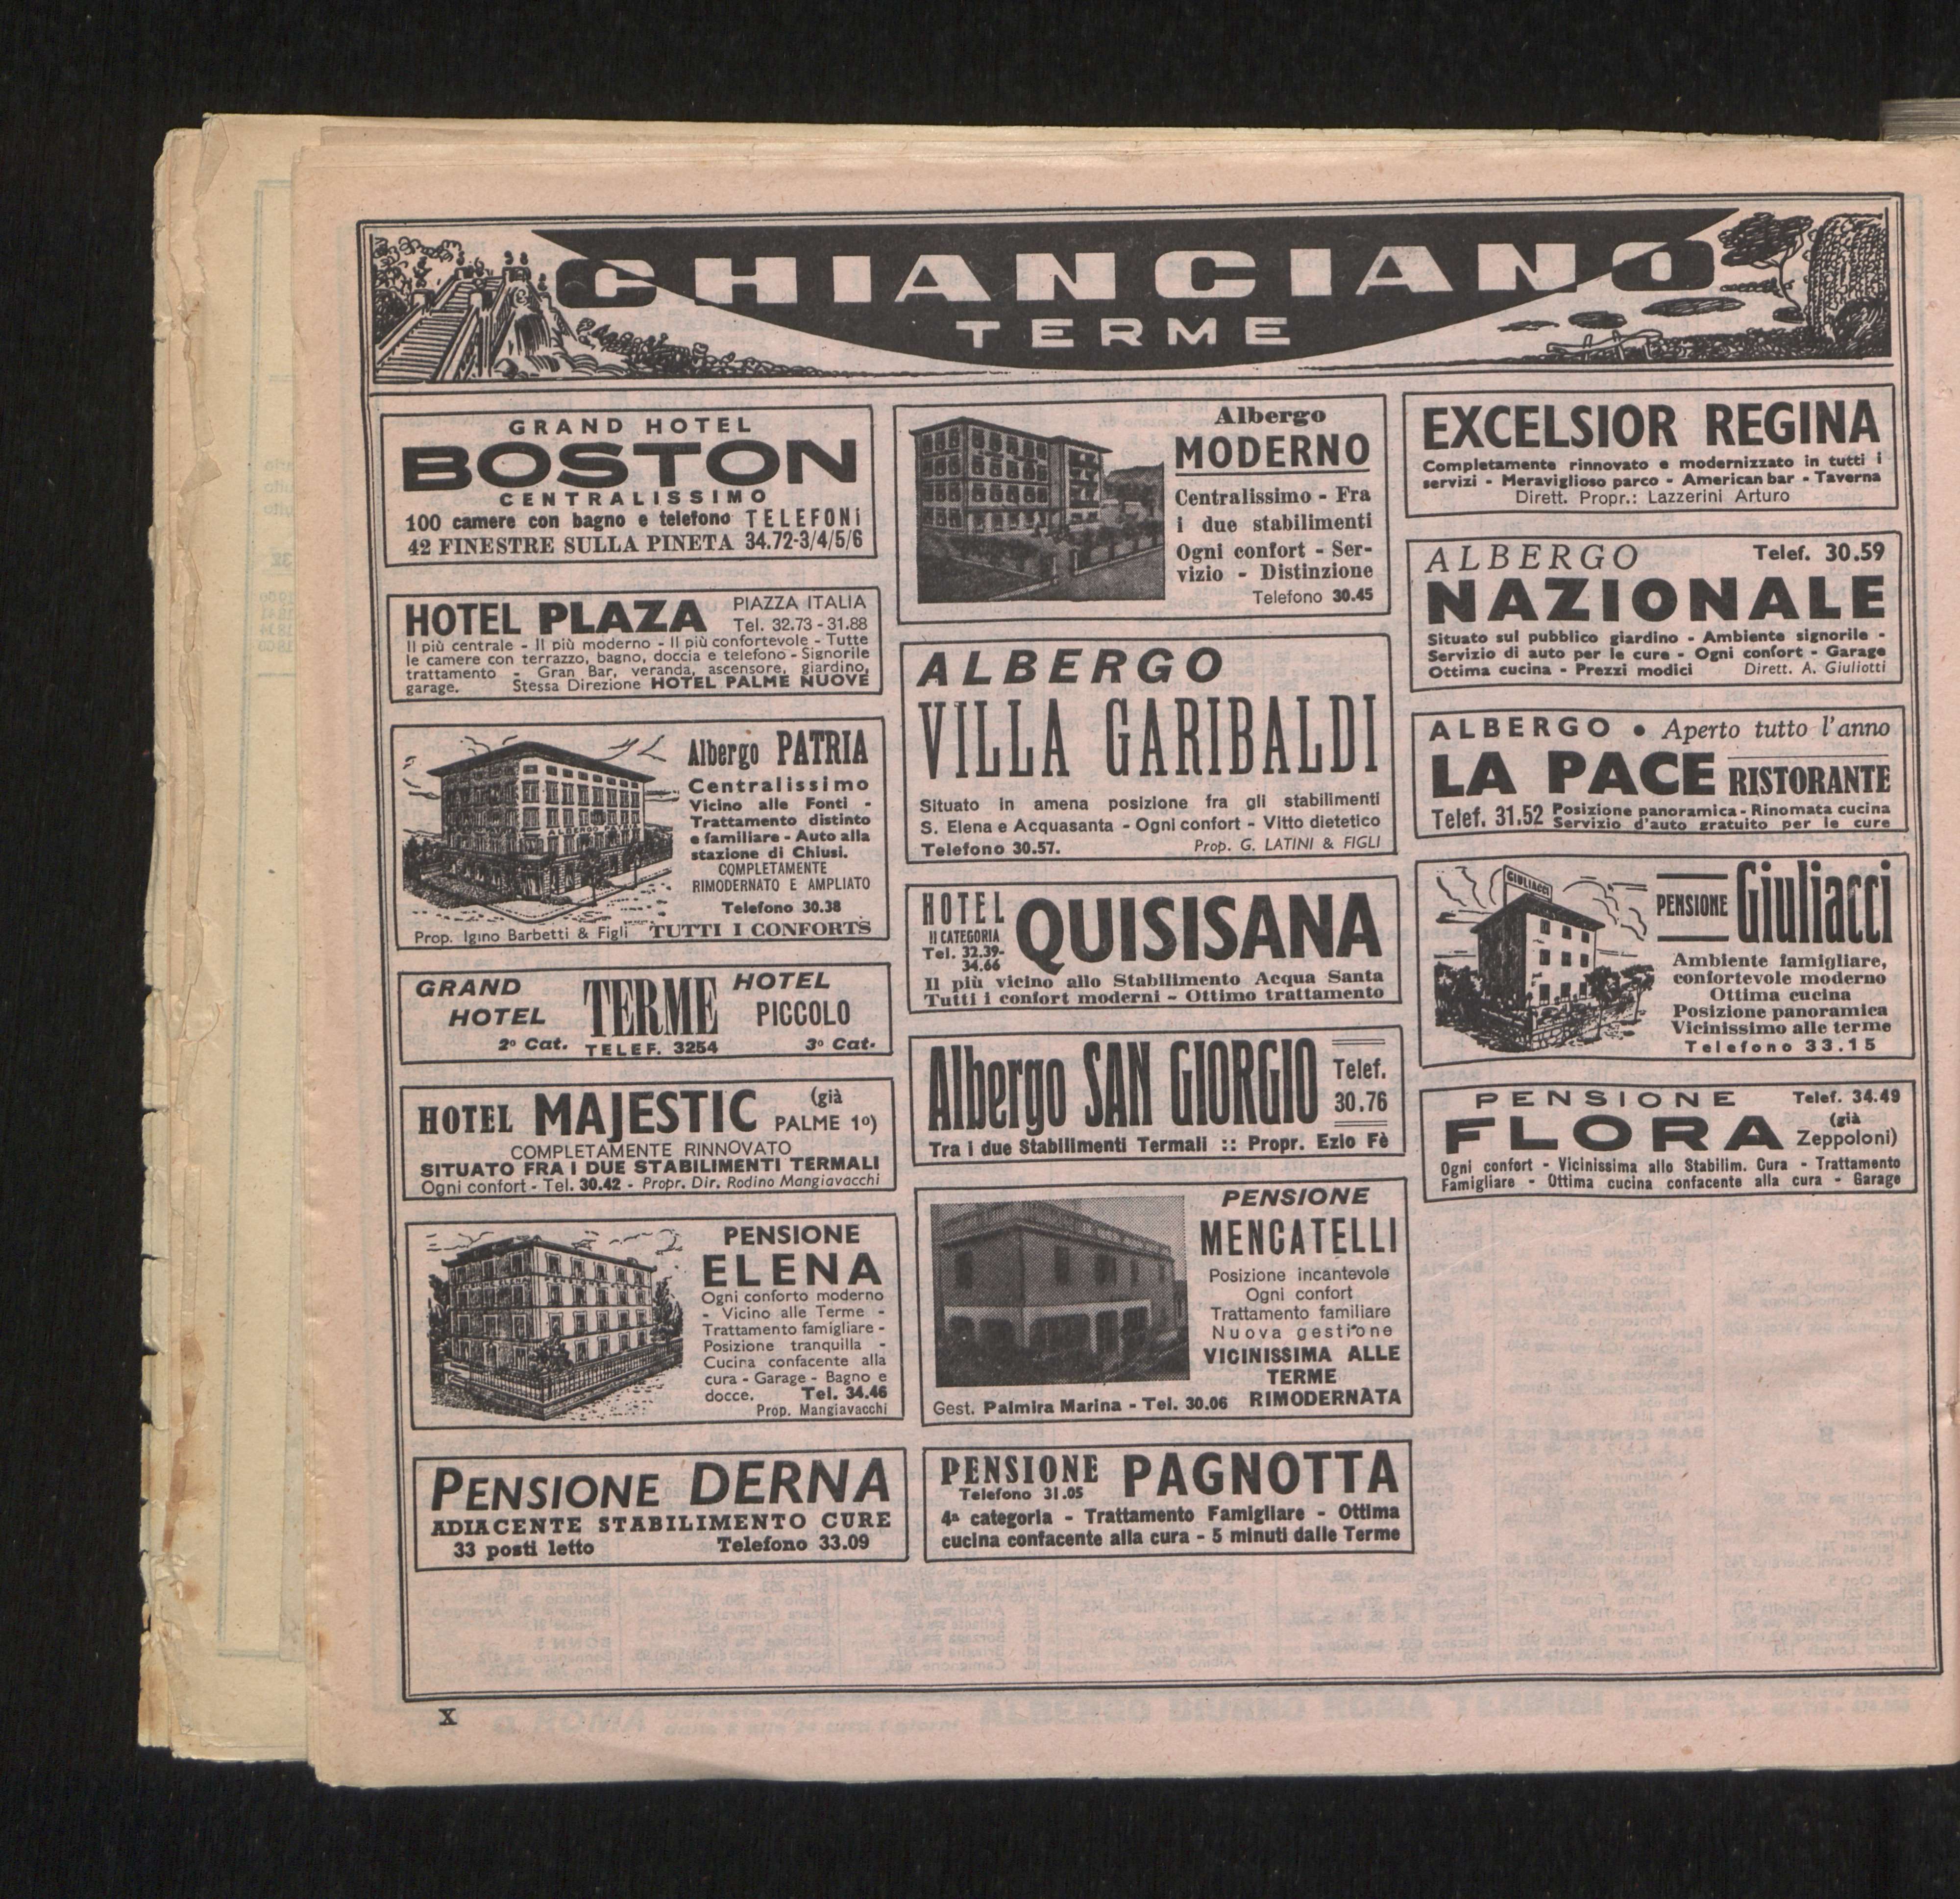 CHIANCIANO
TERME
GRAND HOTEL
BOSTON
CENTRALISSIMO
100 camere con bagno e telefono TELEFONI
42 FINESTRE SULLA PINETA 34.72-3/4/5/6
HOTEL PLAZA PIAZZA ITALIA
Tel. 32.73 - 31.88
Il più centrale - Il più moderno - Il più confortevole - Tutte
le camere con terrazzo, bagno, doccia e telefono - Signorile
trattamento - Gran Bar, veranda, ascensore, giardino,
garage. Stessa Direzione HOTEL PALME NUOVE
Albergo PATRIA
Centralissimo
Vicino alle Fonti -
Trattamento distinto
e familiare - Auto alla
stazione di Chiusi.
COMPLETAMENTE
RIMODERNATO E AMPLIATO
Telefono 30.38
ALBERGO PATRIA
Prop. Igino Barbetti & Figli TUTTI I CONFORTS
GRAND HOTEL TERME HOTEL PICCOLO
2º Cat. TELEF. 3254 3º Cat.
HOTEL MAJESTIC (già
PALME 1º)
COMPLETAMENTE RINNOVATO
SITUATO FRA I DUE STABILIMENTI TERMALI
Ogni confort - Tel. 30.42 - Propr. Dir. Rodino Mangiavacchi
PENSIONE
ELENA
Ogni conforto moderno
- Vicino alle Terme -
Trattamento famigliare -
Posizione tranquilla -
Cucina confacente alla
cura - Garage - Bagno e
docce. Tel. 34.46
Prop. Mangiavacchi
PENSIONE DERNA
ADIACENTE STABILIMENTO CURE
33 posti letto Telefono 33.09
Albergo
MODERNO
Centralissimo - Fra
i due stabilimenti
Ogni confort - Ser-
vizio - Distinzione
Telefono 30.45
ALBERGO
VILLA GARIBALDI
Situato in amena posizione fra gli stabilimenti
S. Elena e Acquasanta - Ogni confort - Vitto dietetico
Telefono 30.57. Prop. G. LATINI & FIGLI
HOTEL
II CATEGORIA
Tel. 32.39-
34.66
QUISISANA
Il più vicino allo Stabilimento Acqua Santa
Tutti i confort moderni - Ottimo trattamento
Albergo SAN GIORGIO Telef.
30.76
Tra i due Stabilimenti Termali :: Propr. Ezio Fè
PENSIONE
MENCATELLI
Posizione incantevole
Ogni confort
Trattamento familiare
Nuova gestione
VICINISSIMA ALLE
TERME
Gest. Palmira Marina - Tel. 30.06 RIMODERNATA
PENSIONE PAGNOTTA
Telefono 31.05
4ª categoria - Trattamento Famigliare - Ottima
cucina confacente alla cura - 5 minuti dalle Terme
EXCELSIOR REGINA
Completamente rinnovato e modernizzato in tutti i
servizi - Meraviglioso parco - American bar - Taverna
Dirett. Propr.: Lazzerini Arturo
ALBERGO Telef. 30.59
NAZIONALE
Situato sul pubblico giardino - Ambiente signorile -
Servizio di auto per le cure - Ogni confort - Garage
Ottima cucina - Prezzi modici Dirett. A. Giuliotti
ALBERGO • Aperto tutto l'anno
LA PACE RISTORANTE
Telef. 31.52 Posizione panoramica - Rinomata cucina
Servizio d'auto gratuito per le cure
GIULIACCI
PENSIONE Giuliacci
Ambiente famigliare,
confortevole moderno
Ottima cucina
Posizione panoramica
Vicinissimo alle terme
Telefono 33.15
PENSIONE Telef. 34.49
FLORA (già
Zeppoloni)
Ogni confort - Vicinissima allo Stabilim. Cura - Trattamento
Famigliare - Ottima cucina confacente alla cura - Garage
X